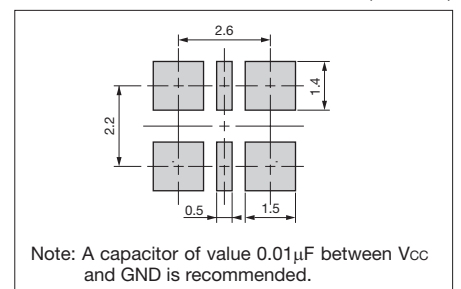 2.6
1.4
2.2
0.5
1.5
Note: A capacitor of value 0.01µF between Vcc
and GND is recommended.